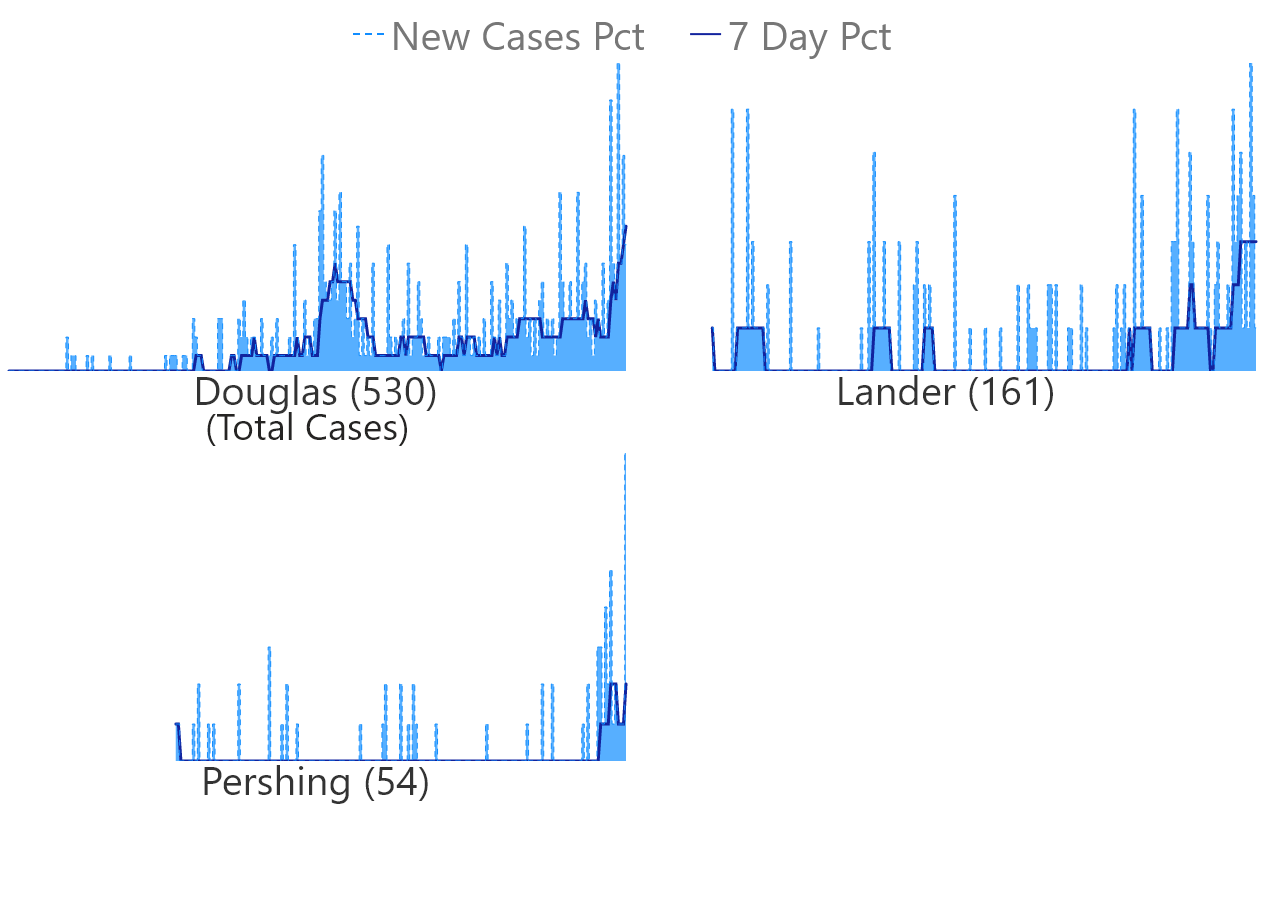 New Cases Pct 7 Day Pct
Douglas (530)
(Total Cases)
Lander (161)
Pershing (54)